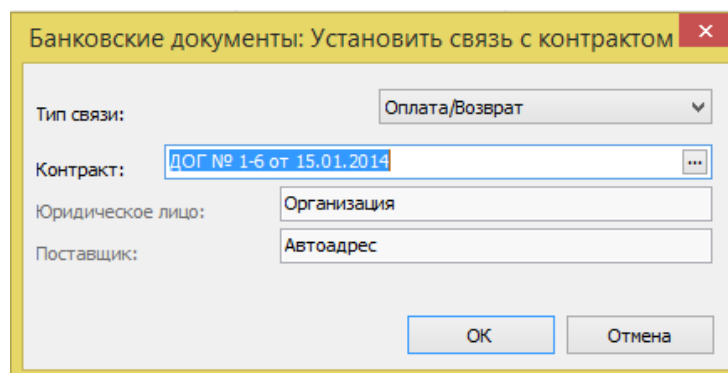 Банковские документы: Установить связь с контрактом
Тип связи: Оплата/Возврат
Контракт: ДОГ № 1-6 от 15.01.2014 ...
Юридическое лицо: Организация
Поставщик: Автоадрес
ОК Отмена